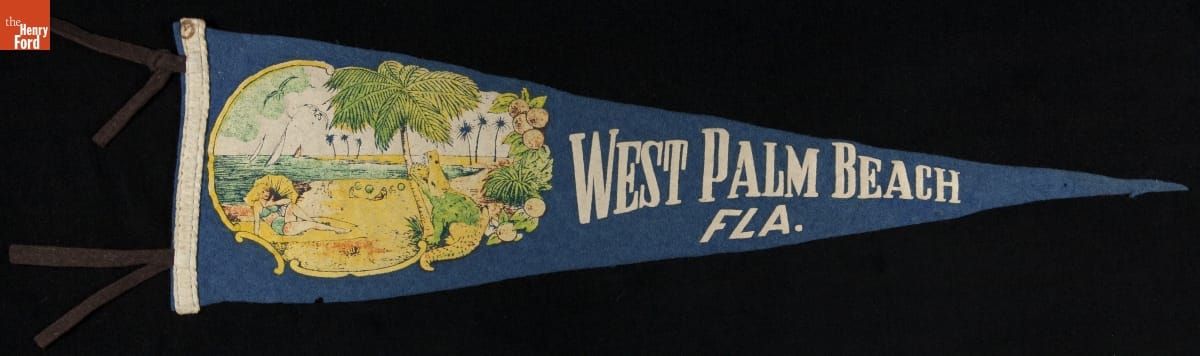 the
Henry
Ford
WEST PALM BEACH
FLA.